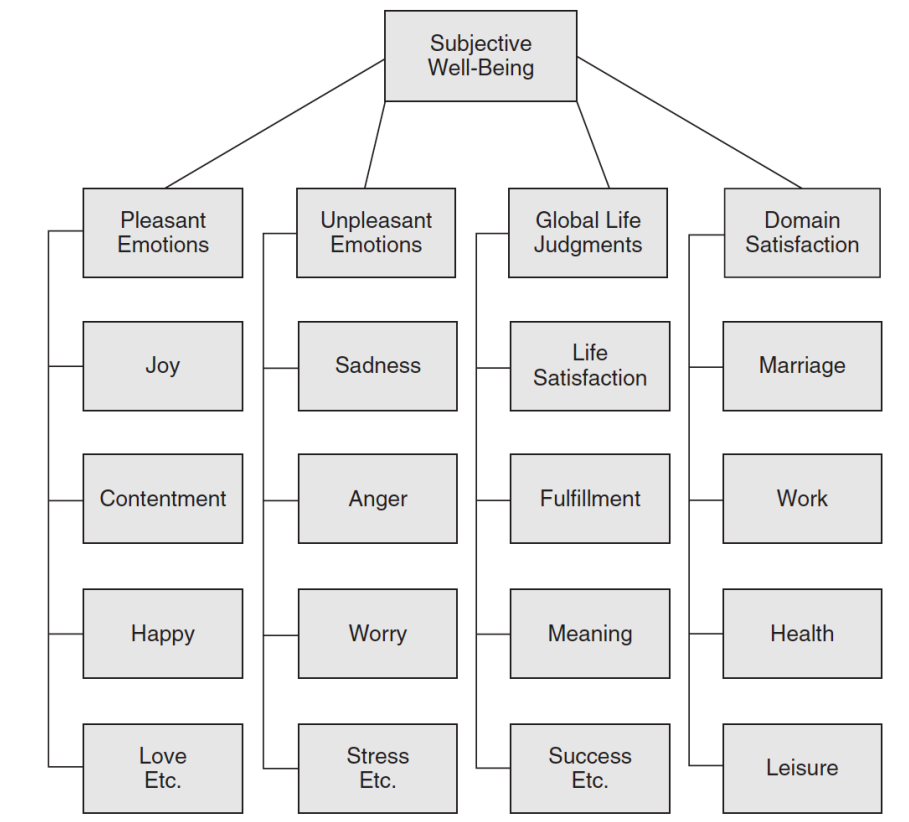 Subjective
Well-Being
Pleasant
Emotions
Unpleasant
Emotions
Global Life
Judgments
Domain
Satisfaction
Joy
Sadness
Life
Satisfaction
Marriage
Contentment
Anger
Fulfillment
Work
Happy
Worry
Meaning
Health
Love
Etc.
Stress
Etc.
Success
Etc.
Leisure